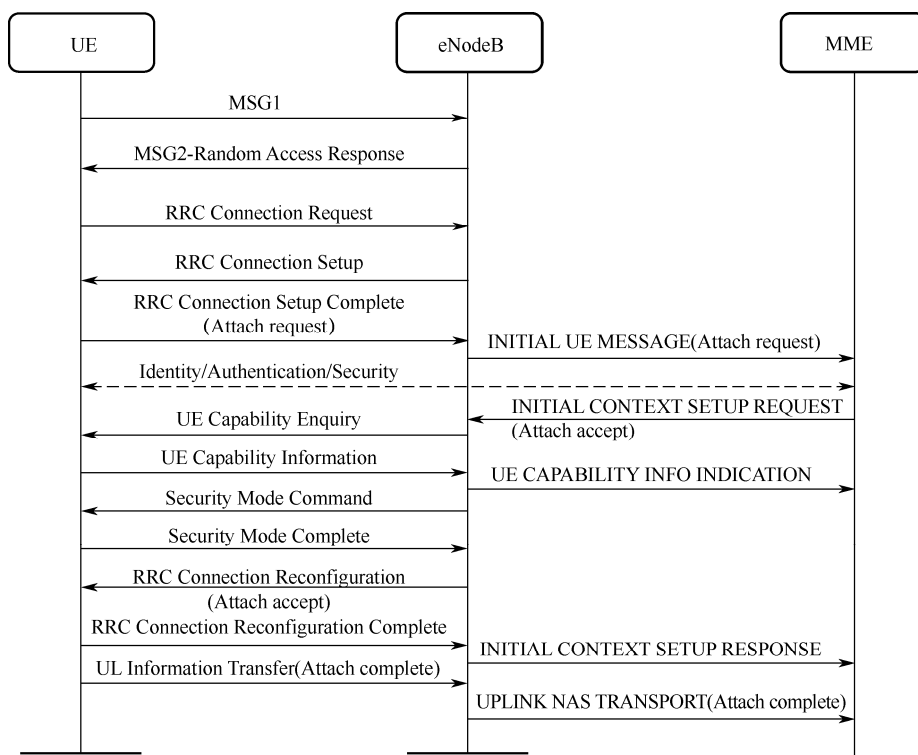 UE
eNodeB
MME
MSG1
MSG2-Random Access Response
RRC Connection Request
RRC Connection Setup
RRC Connection Setup Complete
(Attach request)
INITIAL UE MESSAGE(Attach request)
Identity/Authentication/Security
INITIAL CONTEXT SETUP REQUEST
(Attach accept)
UE Capability Enquiry
UE Capability Information
UE CAPABILITY INFO INDICATION
Security Mode Command
Security Mode Complete
RRC Connection Reconfiguration
(Attach accept)
RRC Connection Reconfiguration Complete
INITIAL CONTEXT SETUP RESPONSE
UL Information Transfer(Attach complete)
UPLINK NAS TRANSPORT(Attach complete)